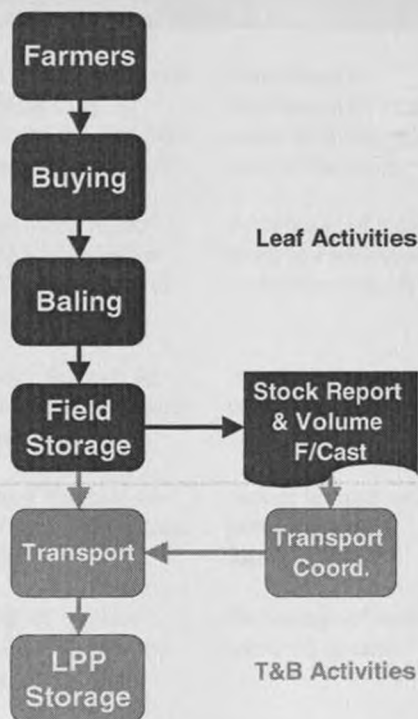 Farmers
Buying
Leaf Activities
Baling
Field
Storage
Stock Report
& Volume
F/Cast
Transport
Transport
Coord.
LPP
Storage
T&B Activities